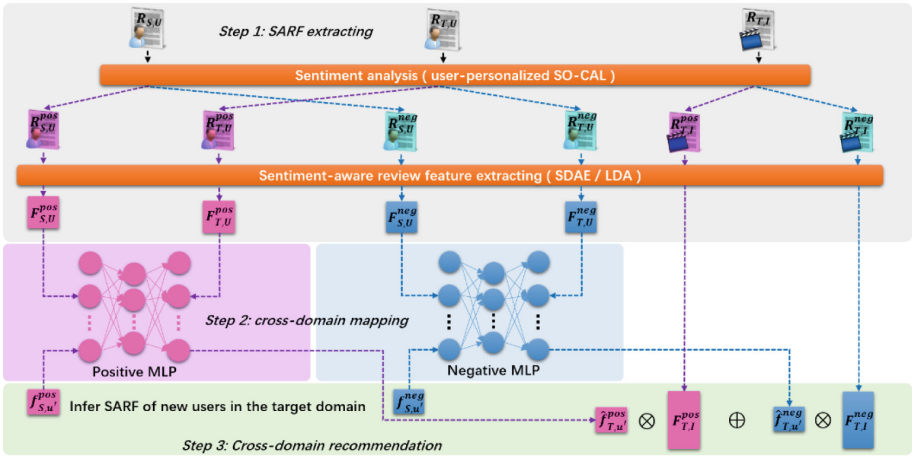 R_{S,U} R_{T,U} R_{T,I}
Step 1: SARF extracting
Sentiment analysis ( user-personalized SO-CAL )
R^{pos}_{S,U} R^{pos}_{T,U} R^{neg}_{S,U} R^{neg}_{T,U} R^{pos}_{T,I} R^{neg}_{T,I}
Sentiment-aware review feature extracting ( SDAE / LDA )
F^{pos}_{S,U} F^{pos}_{T,U} F^{neg}_{S,U} F^{neg}_{T,U}
Step 2: cross-domain mapping
Positive MLP Negative MLP
f^{pos}_{S,u'} Infer SARF of new users in the target domain f^{neg}_{S,u'}
f̂^{pos}_{T,u'} ⊗ F^{pos}_{T,I} ⊕ f̂^{neg}_{T,u'} ⊗ F^{neg}_{T,I}
Step 3: Cross-domain recommendation